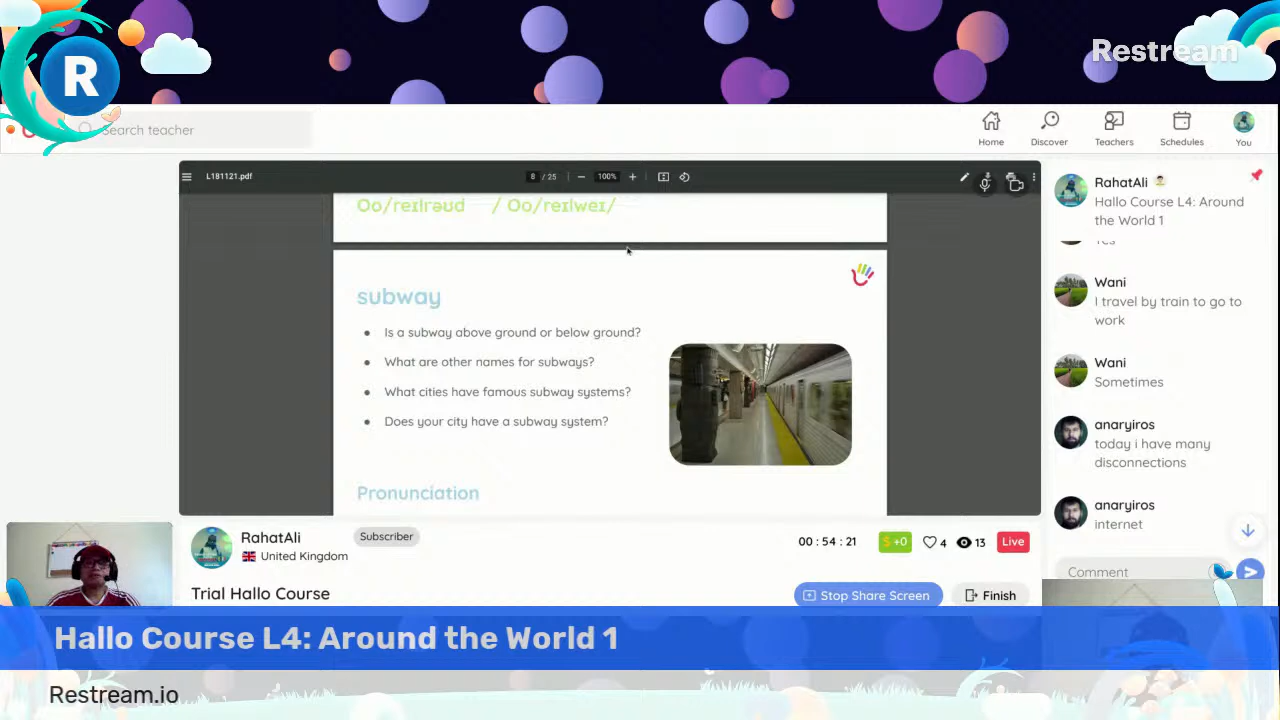 R
Restream
Search teacher
Home
Discover
Teachers
Schedules
You
L181121.pdf
8 / 25
100%
Oo/reɪlrəʊd / Oo/reɪlweɪ/
subway
Is a subway above ground or below ground?
What are other names for subways?
What cities have famous subway systems?
Does your city have a subway system?
Pronunciation
RahatAli
Hallo Course L4: Around
the World 1
Yes
Wani
I travel by train to go to
work
Wani
Sometimes
anaryiros
today i have many
disconnections
anaryiros
internet
Comment
RahatAli
Subscriber
United Kingdom
00 : 54 : 21
$ +0
4
13
Live
Trial Hallo Course
Stop Share Screen
Finish
Hallo Course L4: Around the World 1
Restream.io